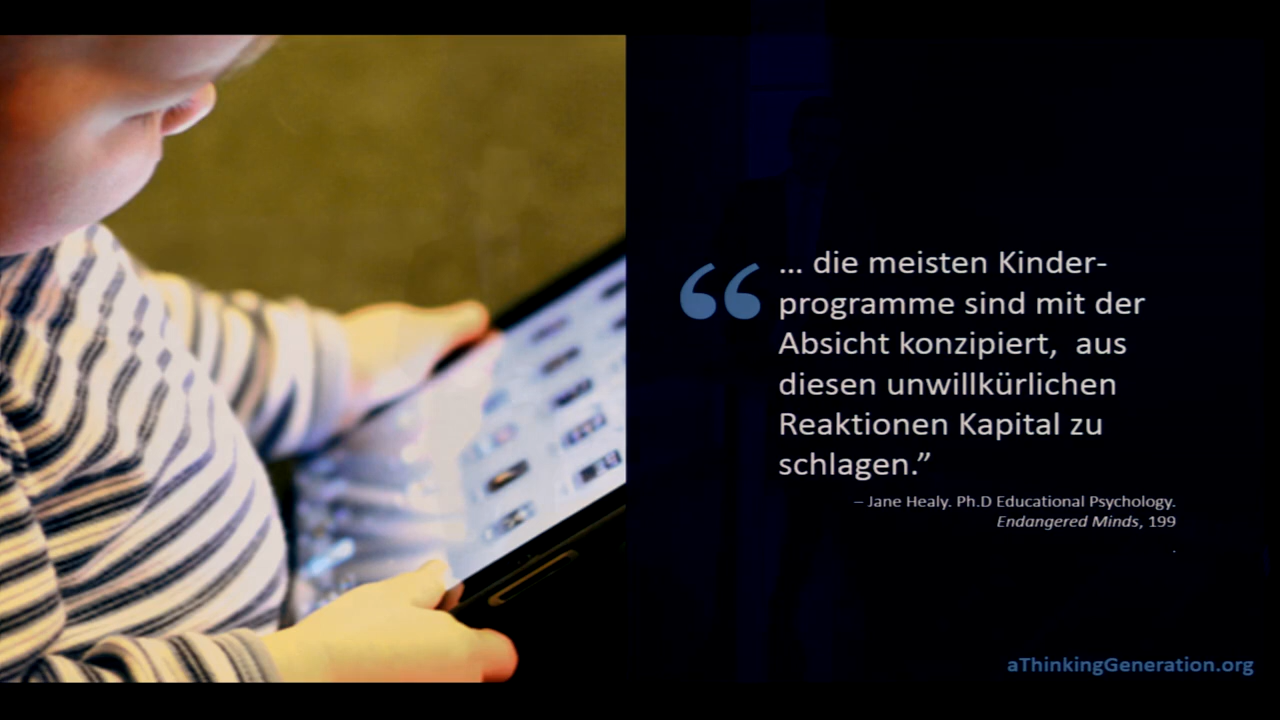 “ ... die meisten Kinder-
programme sind mit der
Absicht konzipiert,  aus
diesen unwillkürlichen
Reaktionen Kapital zu
schlagen.”
– Jane Healy. Ph.D Educational Psychology.
Endangered Minds, 199
.
aThinkingGeneration.org